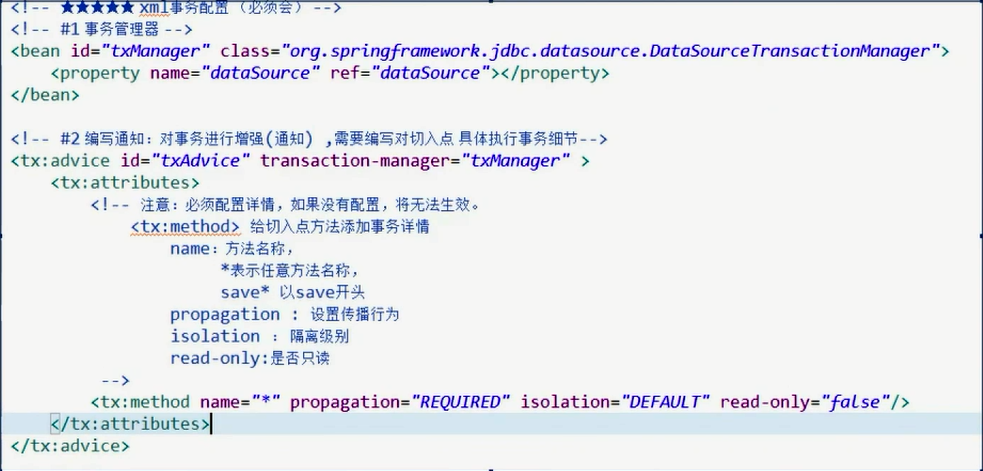 <!-- ★★★★★ xml事务配置（必须会） -->
<!-- #1 事务管理器 -->
<bean id="txManager" class="org.springframework.jdbc.datasource.DataSourceTransactionManager">
    <property name="dataSource" ref="dataSource"></property>
</bean>
<!-- #2 编写通知：对事务进行增强(通知) ,需要编写对切入点 具体执行事务细节-->
<tx:advice id="txAdvice" transaction-manager="txManager" >
    <tx:attributes>
        <!-- 注意：必须配置详情，如果没有配置，将无法生效。
            <tx:method> 给切入点方法添加事务详情
                name：方法名称，
                     *表示任意方法名称，
                     save* 以save开头
                propagation ： 设置传播行为
                isolation ： 隔离级别
                read-only:是否只读
         -->
        <tx:method name="*" propagation="REQUIRED" isolation="DEFAULT" read-only="false"/>
    </tx:attributes>
</tx:advice>